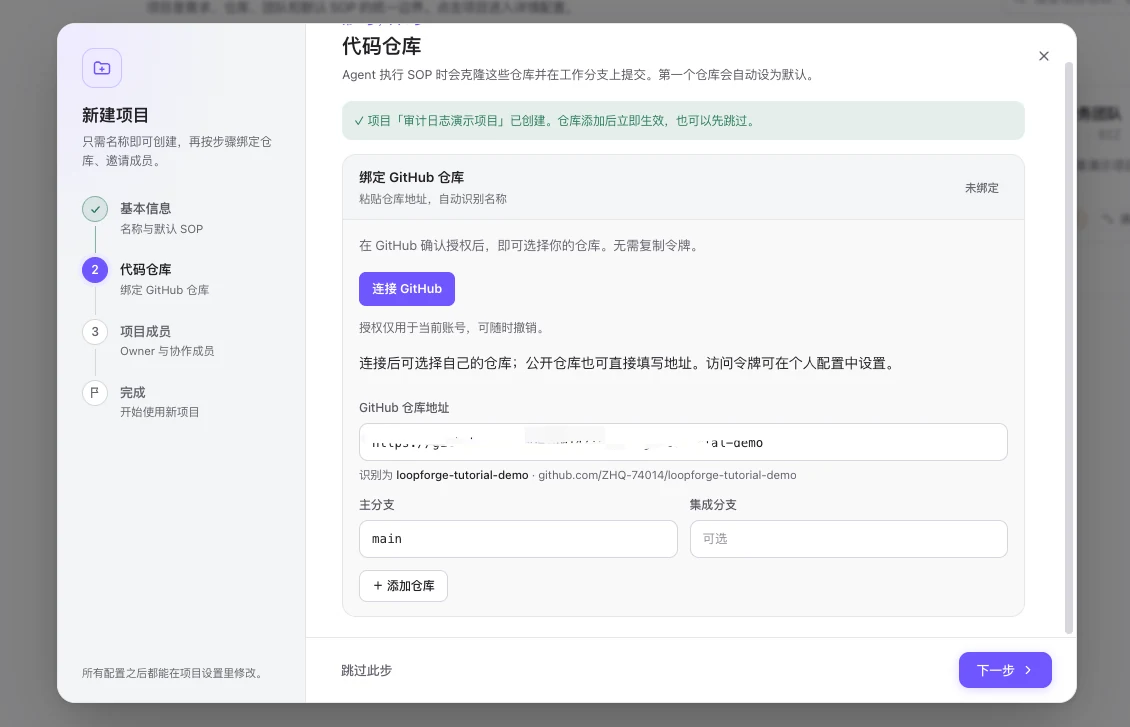 新建项目
只需名称即可创建，再按步骤绑定仓
库、邀请成员。
基本信息
名称与默认 SOP
2
代码仓库
绑定 GitHub 仓库
3
项目成员
Owner 与协作成员
完成
开始使用新项目
所有配置之后都能在项目设置里修改。
代码仓库
Agent 执行 SOP 时会克隆这些仓库并在工作分支上提交。第一个仓库会自动设为默认。
✓ 项目「审计日志演示项目」已创建。仓库添加后立即生效，也可以先跳过。
绑定 GitHub 仓库
粘贴仓库地址，自动识别名称
未绑定
在 GitHub 确认授权后，即可选择你的仓库。无需复制令牌。
连接 GitHub
授权仅用于当前账号，可随时撤销。
连接后可选择自己的仓库；公开仓库也可直接填写地址。访问令牌可在个人配置中设置。
GitHub 仓库地址
al-demo
识别为 loopforge-tutorial-demo · github.com/ZHQ-74014/loopforge-tutorial-demo
主分支
集成分支
main
可选
+ 添加仓库
跳过此步
下一步 >